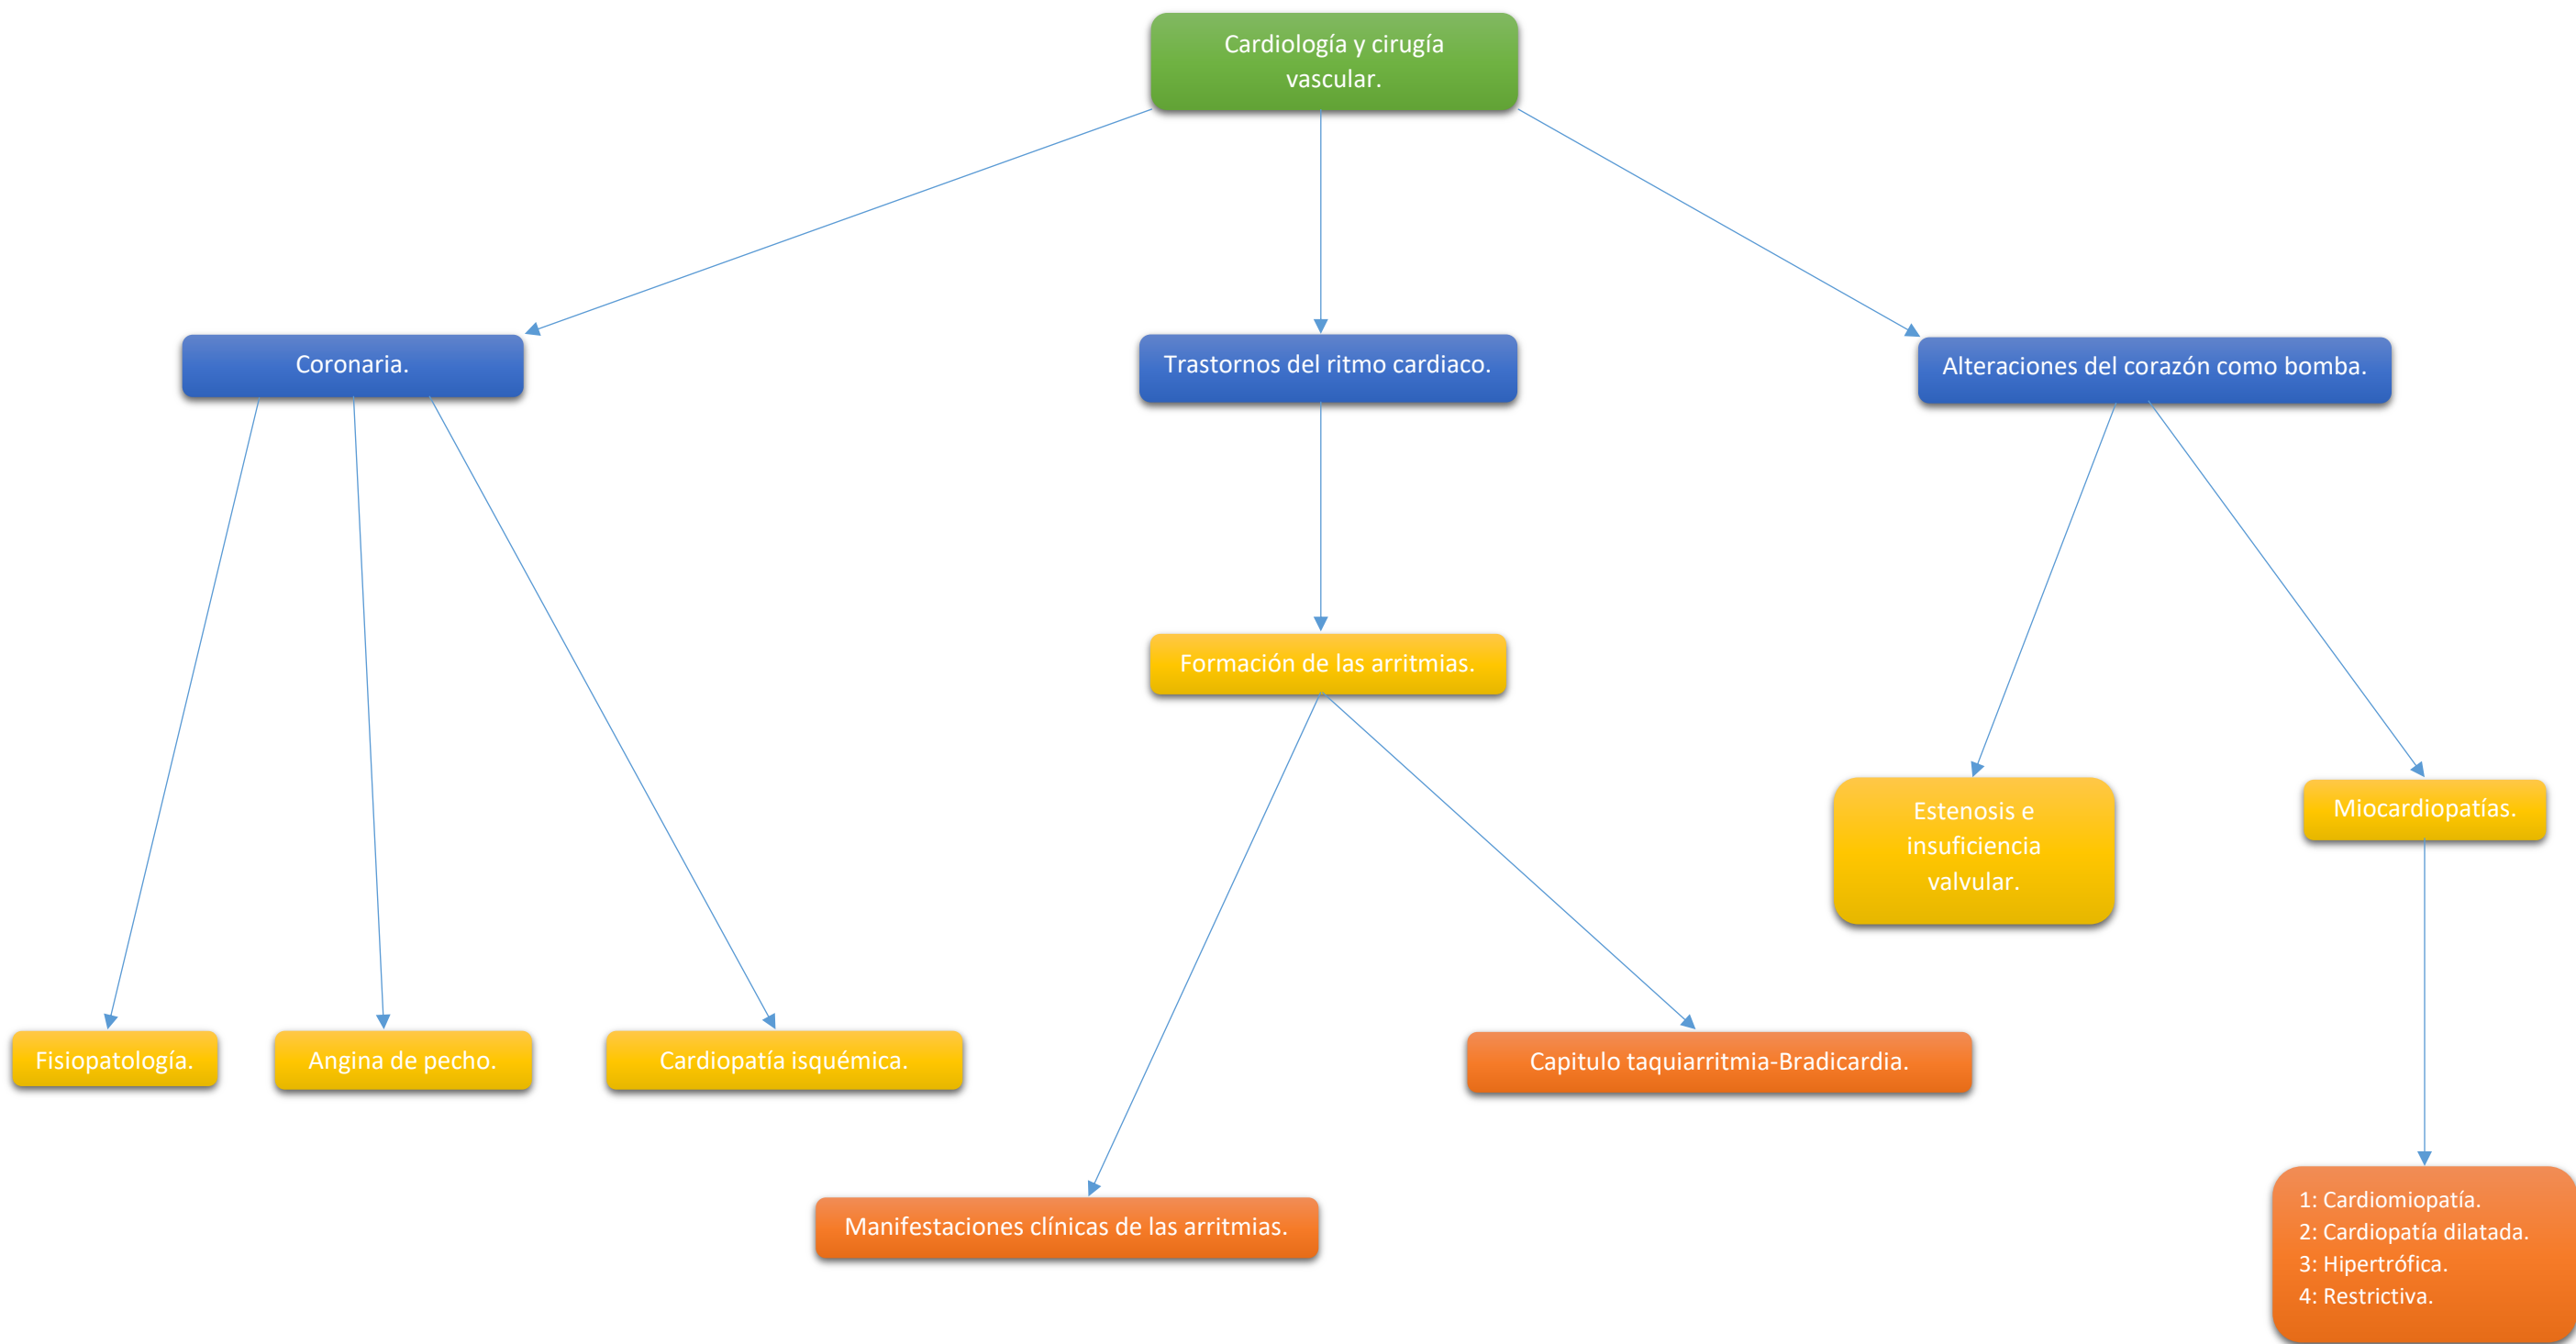 Cardiología y cirugía
vascular.
Coronaria.
Trastornos del ritmo cardiaco.
Alteraciones del corazón como bomba.
Formación de las arritmias.
Estenosis e
insuficiencia
valvular.
Miocardiopatías.
Fisiopatología.
Angina de pecho.
Cardiopatía isquémica.
Capitulo taquiarritmia-Bradicardia.
Manifestaciones clínicas de las arritmias.
1: Cardiomiopatía.
2: Cardiopatía dilatada.
3: Hipertrófica.
4: Restrictiva.